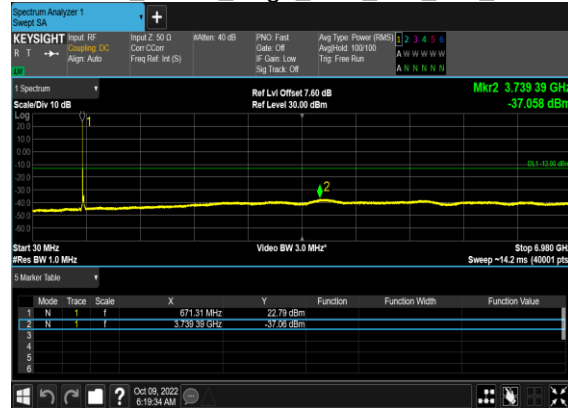 Spectrum Analyzer 1
Swept SA
+
KEYSIGHT Input: RF Input Z: 50 Ω #Atten: 40 dB PNO: Fast Avg Type: Power (RMS) 1 2 3 4 5 6
R T Coupling: DC Corr CCorr Gate: Off Avg|Hold: 100/100 A W W W W W
Align: Auto Freq Ref: Int (S) IF Gain: Low Trig: Free Run
LW Sig Track: Off A N N N N N
1 Spectrum Ref Lvl Offset 7.60 dB Mkr2 3.739 39 GHz
Scale/Div 10 dB Ref Level 30.00 dBm -37.058 dBm
Log
1
20.0
10.0
0.00
-10.0
DL1 -13.00 dBm
-20.0
-30.0
2
-40.0
-50.0
-60.0
Start 30 MHz Video BW 3.0 MHz* Stop 6.980 GHz
#Res BW 1.0 MHz Sweep ~14.2 ms (40001 pts)
5 Marker Table
Mode Trace Scale X Y Function Function Width Function Value
1 N 1 f 671.31 MHz 22.79 dBm
2 N 1 f 3.739 39 GHz -37.06 dBm
3
4
5
6
? Oct 09, 2022
6:19:34 AM